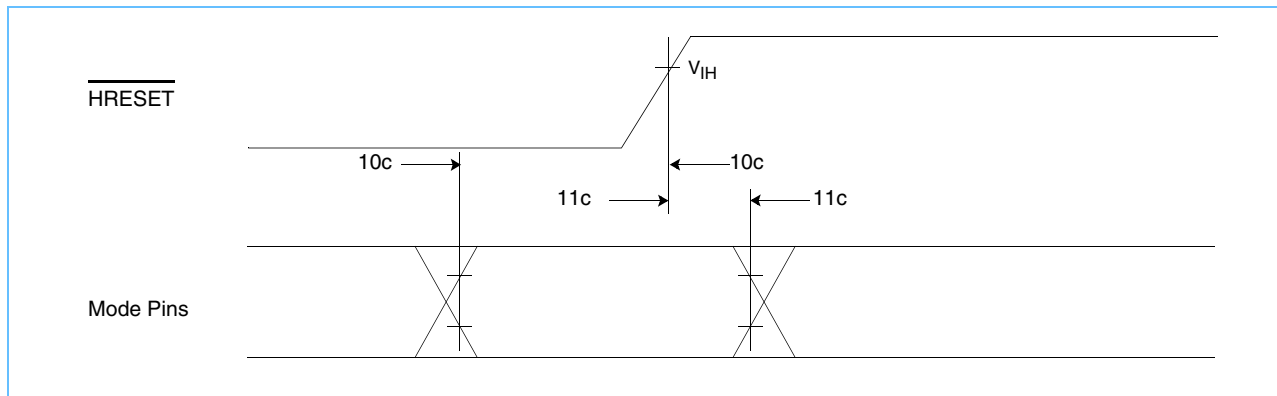 VIH
HRESET
10c
10c
11c
11c
Mode Pins